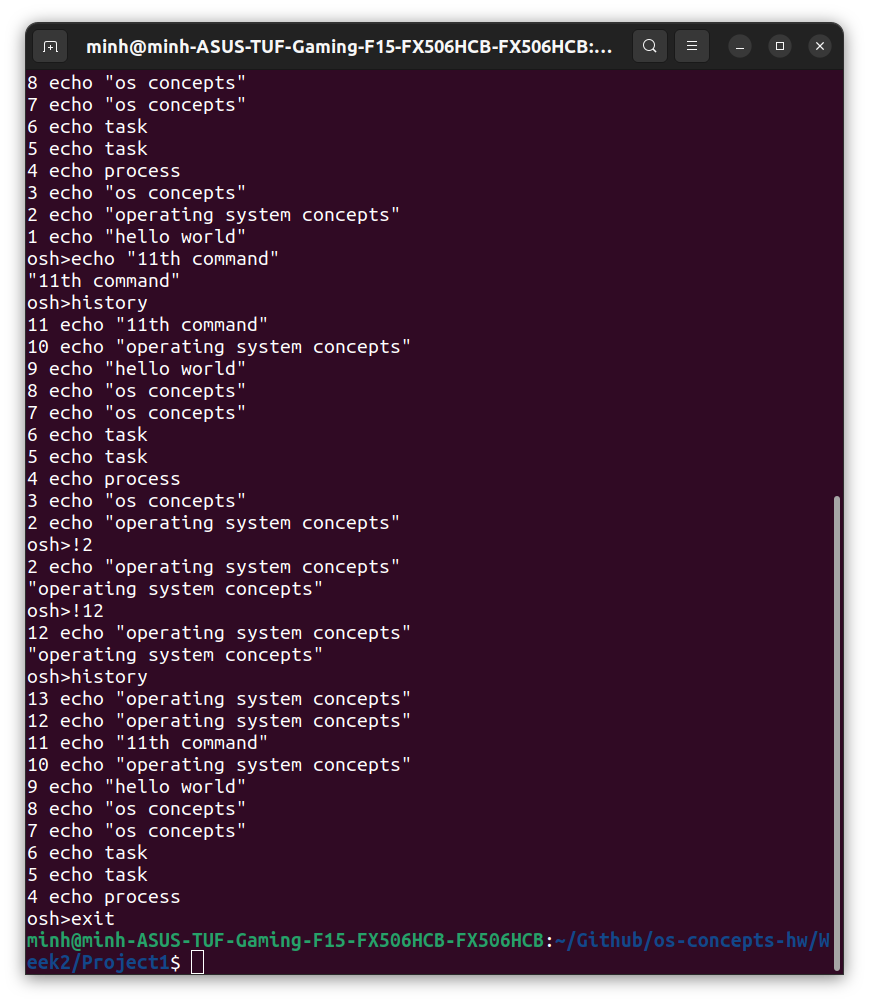 minh@minh-ASUS-TUF-Gaming-F15-FX506HCB-FX506HCB:...
8 echo "os concepts"
7 echo "os concepts"
6 echo task
5 echo task
4 echo process
3 echo "os concepts"
2 echo "operating system concepts"
1 echo "hello world"
osh>echo "11th command"
"11th command"
osh>history
11 echo "11th command"
10 echo "operating system concepts"
9 echo "hello world"
8 echo "os concepts"
7 echo "os concepts"
6 echo task
5 echo task
4 echo process
3 echo "os concepts"
2 echo "operating system concepts"
osh>!2
2 echo "operating system concepts"
"operating system concepts"
osh>!12
12 echo "operating system concepts"
"operating system concepts"
osh>history
13 echo "operating system concepts"
12 echo "operating system concepts"
11 echo "11th command"
10 echo "operating system concepts"
9 echo "hello world"
8 echo "os concepts"
7 echo "os concepts"
6 echo task
5 echo task
4 echo process
osh>exit
minh@minh-ASUS-TUF-Gaming-F15-FX506HCB-FX506HCB:~/Github/os-concepts-hw/W
eek2/Project1$